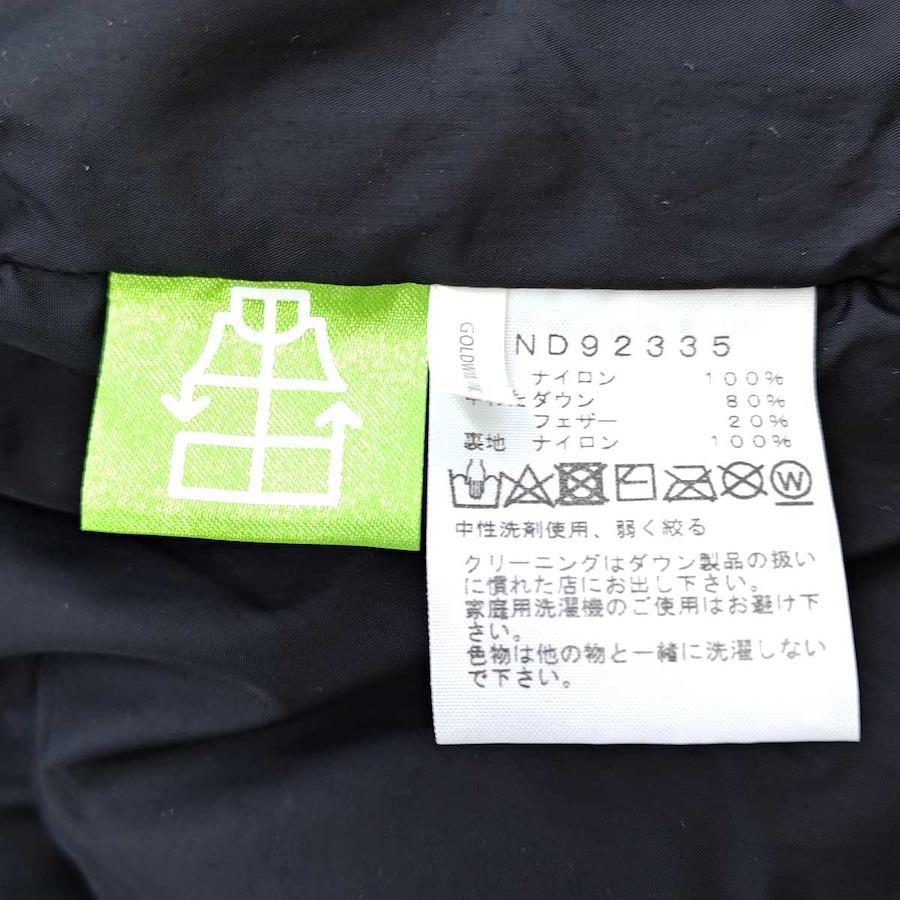 GOLDWIN
ND92335
ナイロン 100%
ダウン 80%
フェザー 20%
裏地 ナイロン 100%
W
中性洗剤使用、弱く絞る
クリーニングはダウン製品の扱い
に慣れた店にお出し下さい。
家庭用洗濯機のご使用はお避け下
さい。
色物は他の物と一緒に洗濯しない
で下さい。